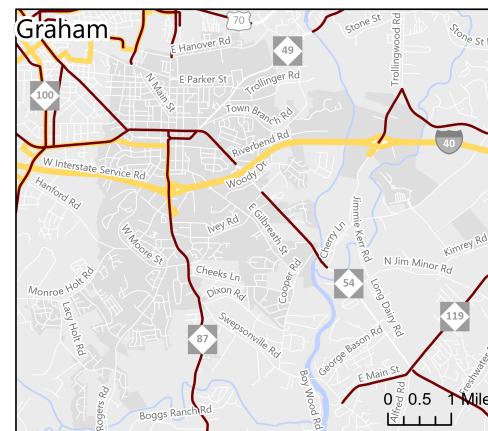 Graham
70
Stone St
Stone St
E Hanover Rd
49
Trollingwood Rd
E Parker St
Trollinger Rd
N Main St
100
Town Branch Rd
Riverbend Rd
40
W Interstate Service Rd
Woody Dr
Hanford Rd
Ivey Rd
E Gilbreath St
Cherry Ln
Jimmie Kerr Rd
W Moore St
Kimrey Rd
N Jim Minor Rd
Cheeks Ln
Cooper Rd
54
Monroe Holt Rd
Dixon Rd
Long Dairy Rd
119
Lacy Holt Rd
Swepsonville Rd
87
George Bason Rd
E Main St
Freshwater
Boy Wood Rd
Rogers Rd
Boggs Ranch Rd
Alfred Rd
0 0.5 1 Mile